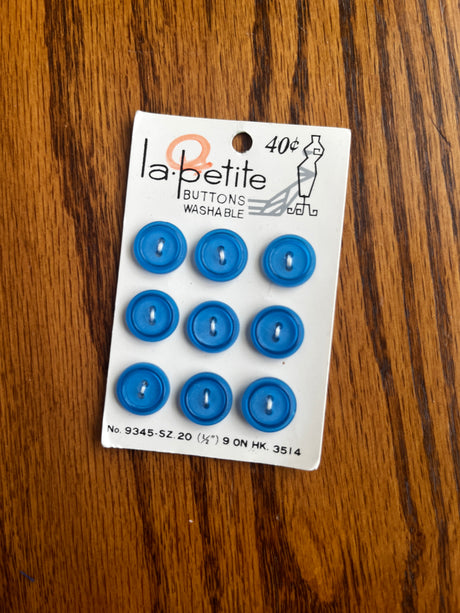 40¢
la·petite
BUTTONS
WASHABLE
No. 9345-SZ. 20 (½") 9 ON HK. 3514